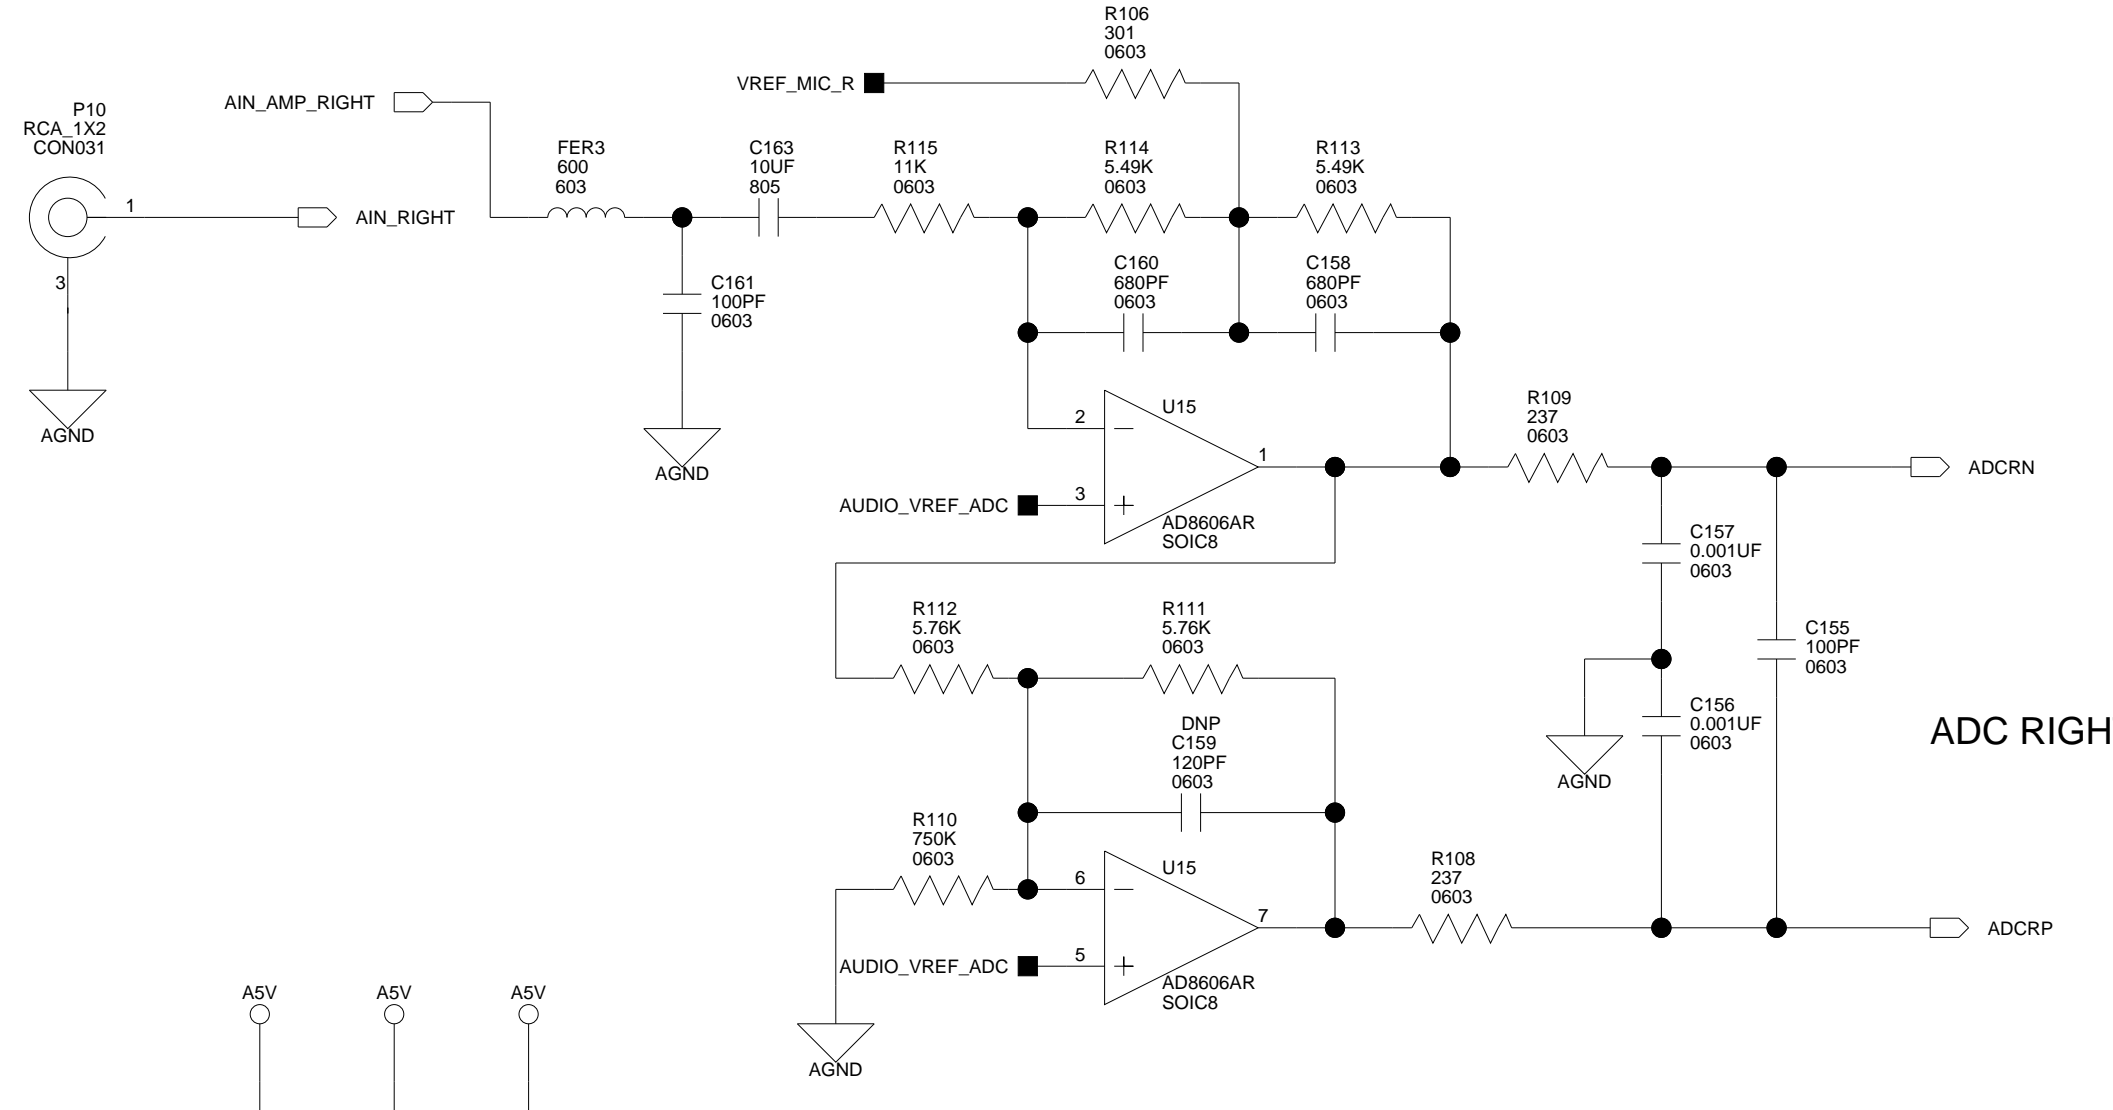 R106
301
0603
VREF_MIC_R
AIN_AMP_RIGHT
P10
RCA_1X2
CON031
1
AIN_RIGHT
3
AGND
FER3
600
603
C163
10UF
805
R115
11K
0603
R114
5.49K
0603
R113
5.49K
0603
C161
100PF
0603
AGND
C160
680PF
0603
C158
680PF
0603
U15
2
1
3
AUDIO_VREF_ADC
AD8606AR
SOIC8
R109
237
0603
ADCRN
C157
0.001UF
0603
C155
100PF
0603
C156
0.001UF
0603
AGND
ADC RIGH
R112
5.76K
0603
R111
5.76K
0603
DNP
C159
120PF
0603
R110
750K
0603
U15
6
7
5
AUDIO_VREF_ADC
AD8606AR
SOIC8
R108
237
0603
ADCRP
AGND
A5V
A5V
A5V